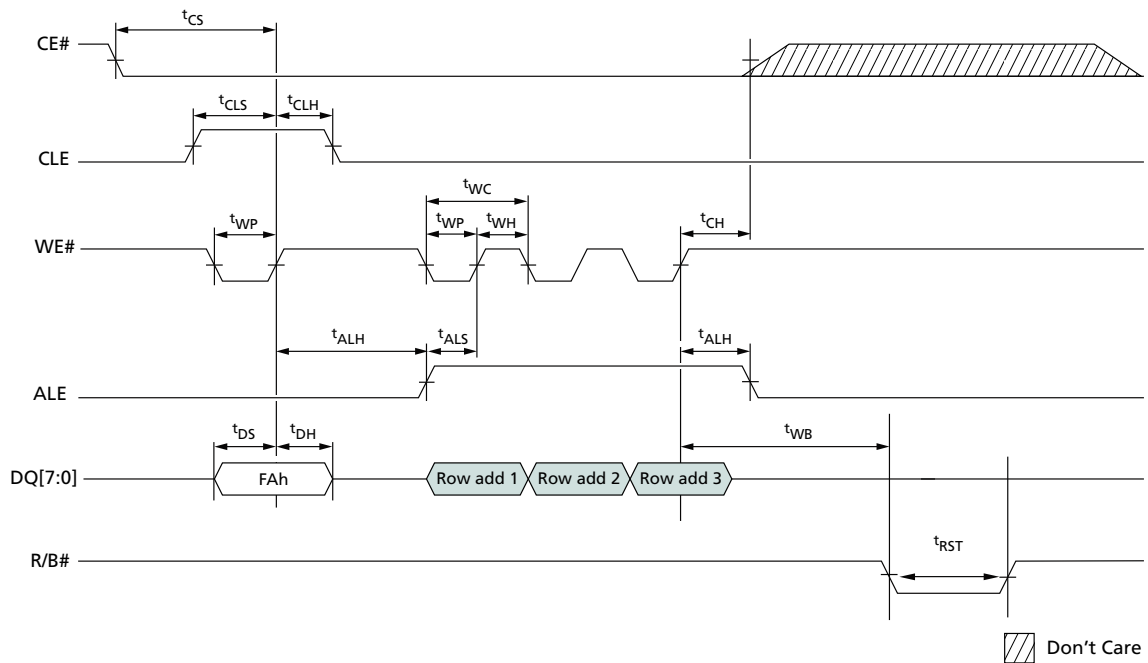 tCS
CE#
tCLS tCLH
CLE
tWC
tWP tWP tWH tCH
WE#
tALH tALS tALH
ALE
tDS tDH tWB
DQ[7:0] FAh Row add 1 Row add 2 Row add 3
tRST
R/B#
Don't Care